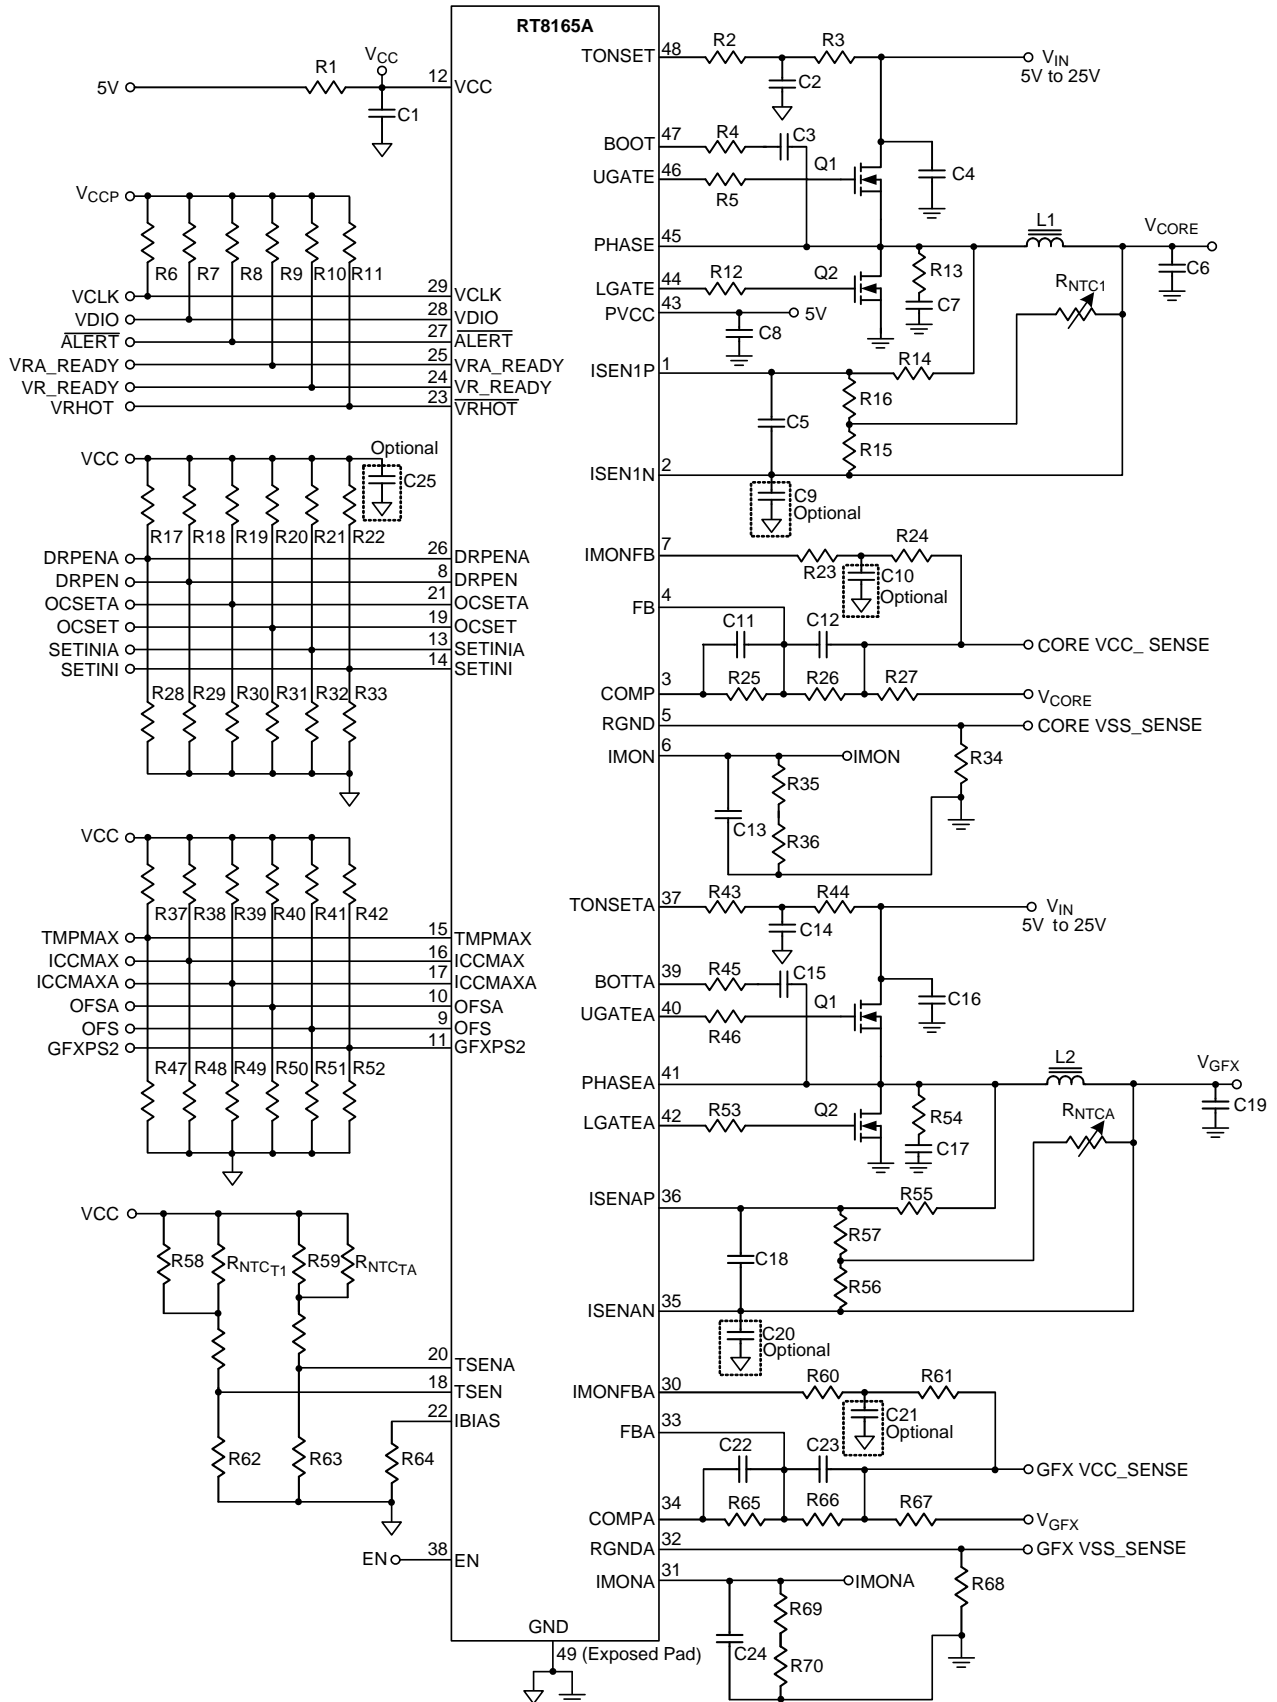 RT8165A
TONSET 48 R2 R3 V_IN
5V to 25V
C2
5V R1 V_CC 12 VCC
C1
BOOT 47 R4 C3
UGATE 46 R5 Q1 C4
V_CCP
R6 R7 R8 R9 R10 R11
PHASE 45 L1 V_CORE
C6
LGATE 44 R12 Q2 R13 C7 R_NTC1
PVCC 43 C8 5V
VCLK 29 VCLK
VDIO 28 VDIO
ALERT 27 ALERT
VRA_READY 25 VRA_READY
VR_READY 24 VR_READY
VRHOT 23 VRHOT
ISEN1P 1 R14
R16
C5
R15
ISEN1N 2
C9
Optional
VCC Optional
C25
R17 R18 R19 R20 R21 R22
DRPENA 26 DRPENA
DRPEN 8 DRPEN
OCSETA 21 OCSETA
OCSET 19 OCSET
SETINIA 13 SETINIA
SETINI 14 SETINI
R28 R29 R30 R31 R32 R33
IMONFB 7 R23 R24
C10
Optional
FB 4
C11 C12
CORE VCC_ SENSE
COMP 3 R25 R26 R27 V_CORE
RGND 5 CORE VSS_SENSE
IMON 6 IMON
R34
R35
C13 R36
VCC
R37 R38 R39 R40 R41 R42
TMPMAX 15 TMPMAX
ICCMAX 16 ICCMAX
ICCMAXA 17 ICCMAXA
OFSA 10 OFSA
OFS 9 OFS
GFXPS2 11 GFXPS2
R47 R48 R49 R50 R51 R52
TONSETA 37 R43 R44 V_IN
5V to 25V
C14
BOTTA 39 R45 C15
UGATEA 40 R46 Q1 C16
PHASEA 41 L2 V_GFX
C19
LGATEA 42 R53 Q2 R54 C17 R_NTCA
ISENAP 36 R55
R57
C18
R56
ISENAN 35
C20
Optional
VCC
R58 R_NTCT1 R59 R_NTCTA
20 TSENA
18 TSEN
22 IBIAS
R62 R63 R64
EN 38 EN
IMONFBA 30 R60 R61
C21
Optional
FBA 33
C22 C23
GFX VCC_SENSE
COMPA 34 R65 R66 R67 V_GFX
RGNDA 32 GFX VSS_SENSE
IMONA 31 IMONA
R68
R69
C24 R70
GND
49 (Exposed Pad)